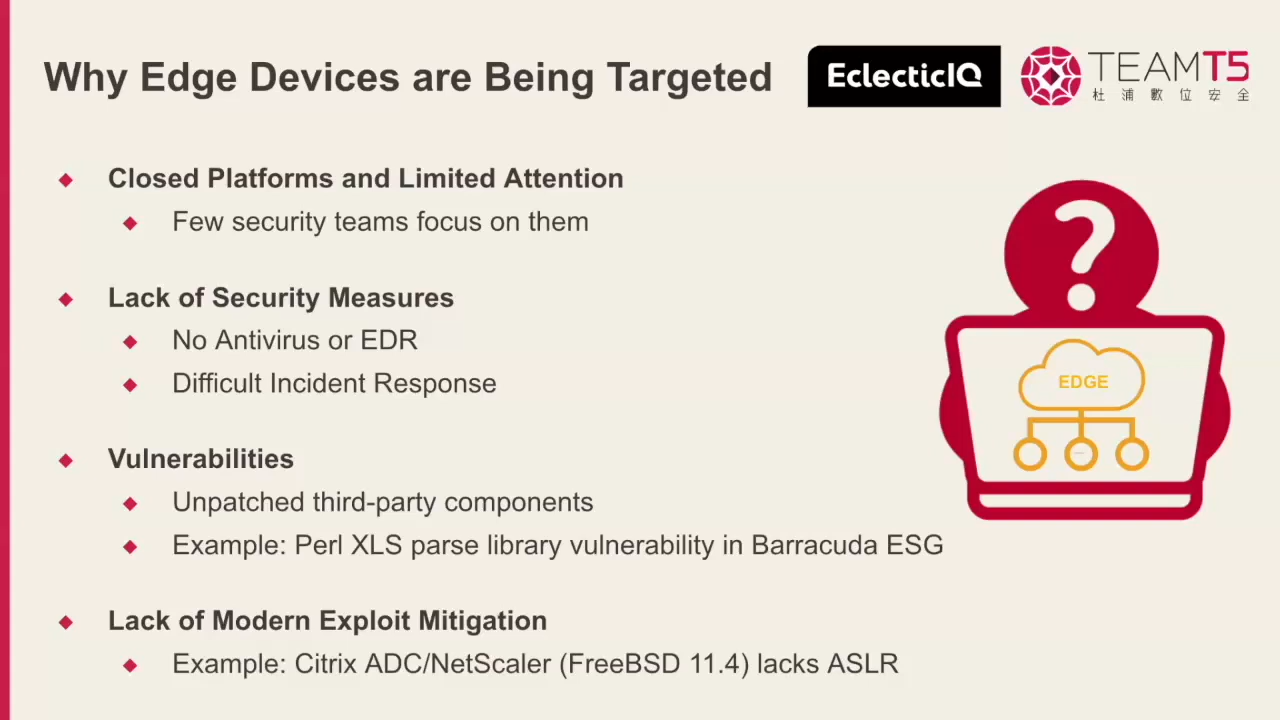 Why Edge Devices are Being Targeted
EclecticIQ
TEAMT5
杜浦數位安全
Closed Platforms and Limited Attention
Few security teams focus on them
Lack of Security Measures
No Antivirus or EDR
Difficult Incident Response
Vulnerabilities
Unpatched third-party components
Example: Perl XLS parse library vulnerability in Barracuda ESG
Lack of Modern Exploit Mitigation
Example: Citrix ADC/NetScaler (FreeBSD 11.4) lacks ASLR
?
EDGE